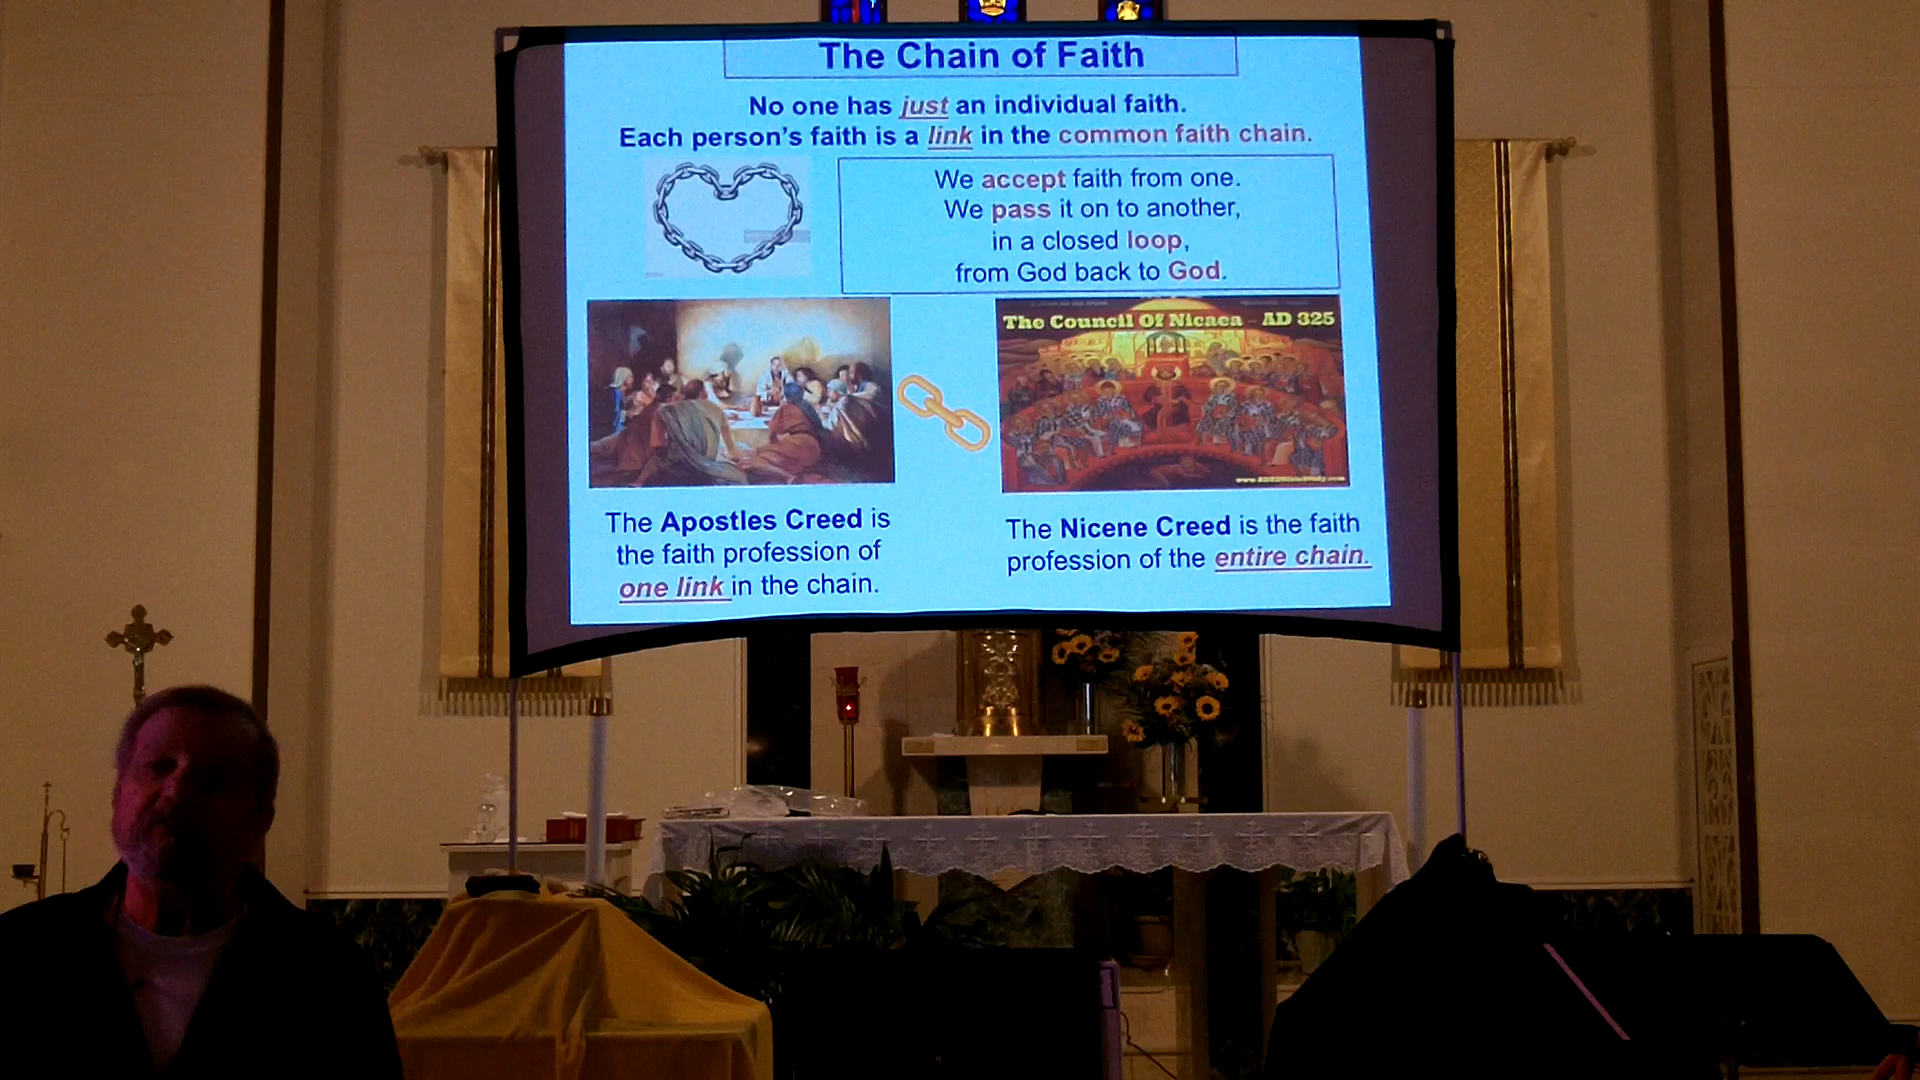 The Chain of Faith
No one has just an individual faith.
Each person's faith is a link in the common faith chain.
We accept faith from one.
We pass it on to another,
in a closed loop,
from God back to God.
The Council Of Nicaea - AD 325
The Apostles Creed is
the faith profession of
one link in the chain.
The Nicene Creed is the faith
profession of the entire chain.